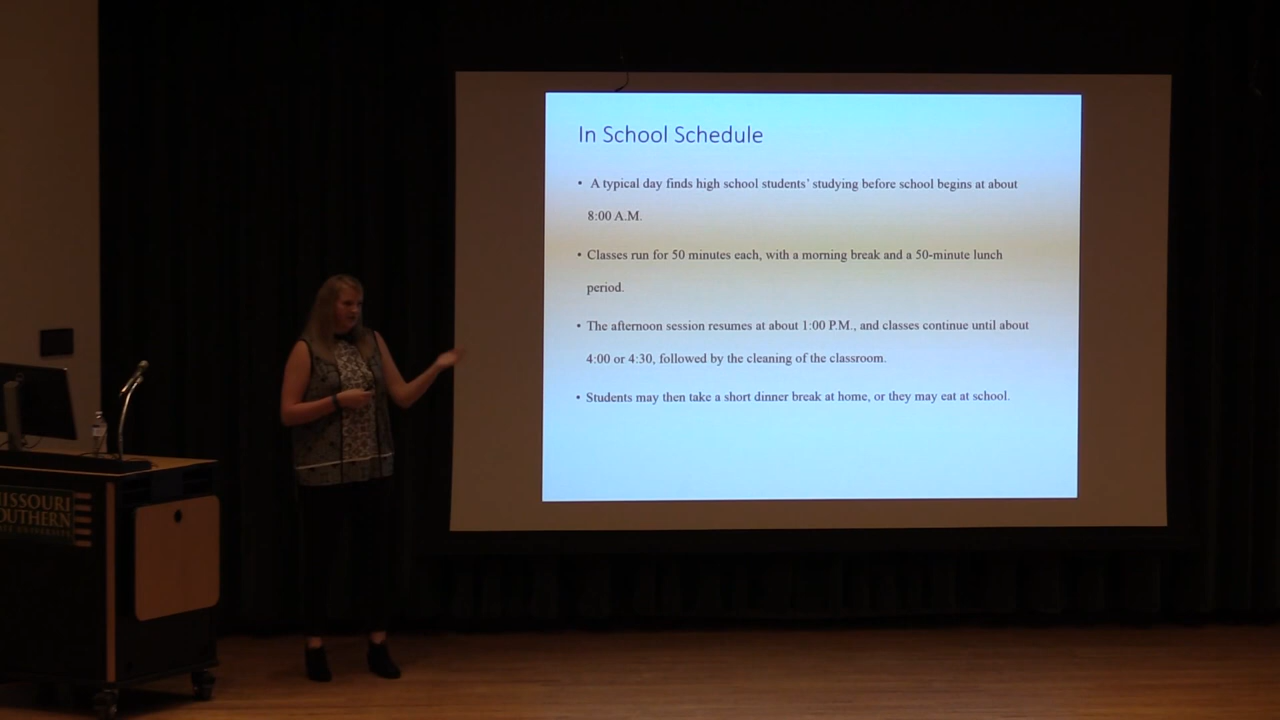 In School Schedule
• A typical day finds high school students' studying before school begins at about
8:00 A.M.
• Classes run for 50 minutes each, with a morning break and a 50-minute lunch
period.
• The afternoon session resumes at about 1:00 P.M., and classes continue until about
4:00 or 4:30, followed by the cleaning of the classroom.
• Students may then take a short dinner break at home, or they may eat at school.
MISSOURI
SOUTHERN